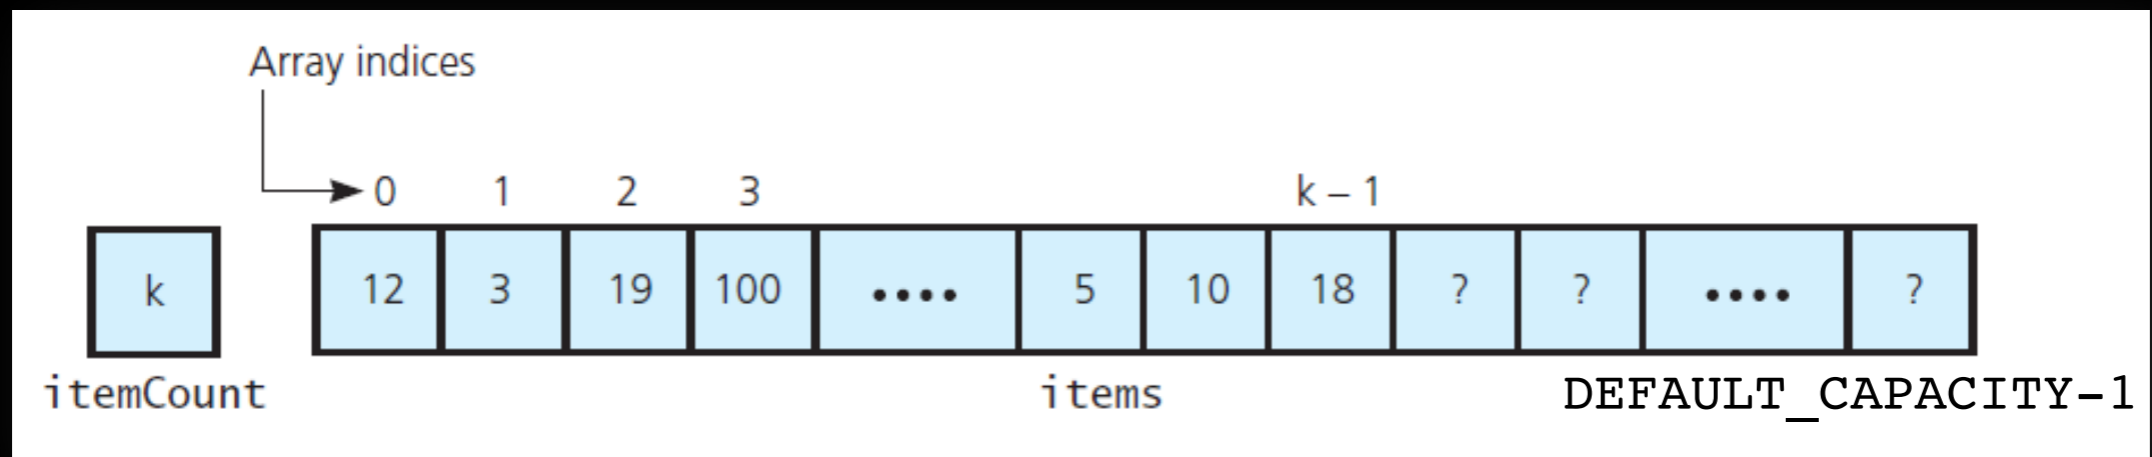 Array indices
0 1 2 3 k – 1
k 12 3 19 100 •••• 5 10 18 ? ? •••• ?
itemCount items DEFAULT_CAPACITY-1